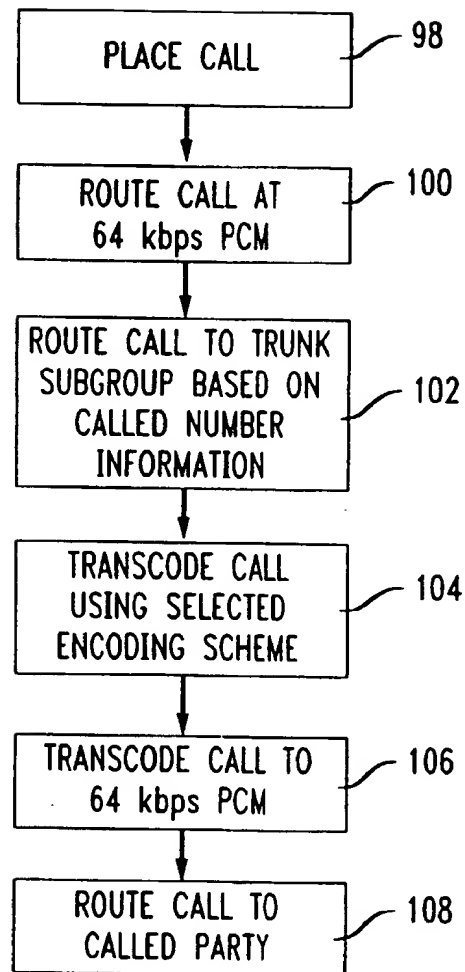 PLACE CALL
98
ROUTE CALL AT
64 kbps PCM
100
ROUTE CALL TO TRUNK
SUBGROUP BASED ON
CALLED NUMBER
INFORMATION
102
TRANSCODE CALL
USING SELECTED
ENCODING SCHEME
104
TRANSCODE CALL TO
64 kbps PCM
106
ROUTE CALL TO
CALLED PARTY
108